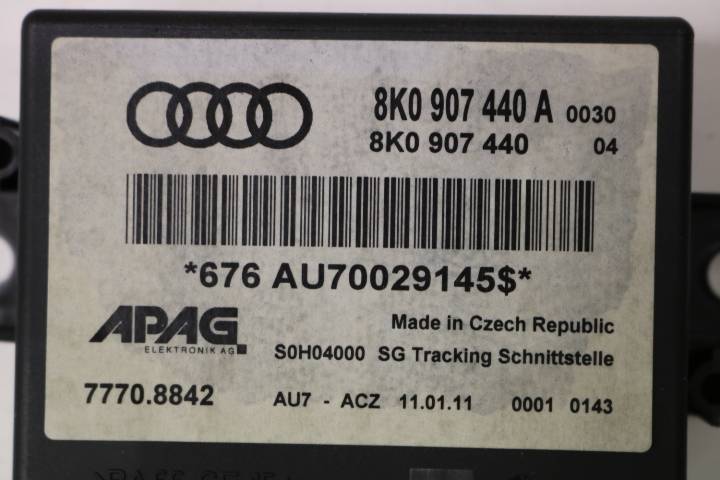 8K0 907 440 A 0030
8K0 907 440 04
*676 AU70029145$*
APAG
ELEKTRONIK AG
Made in Czech Republic
S0H04000 SG Tracking Schnittstelle
7770.8842
AU7 - ACZ 11.01.11 0001 0143